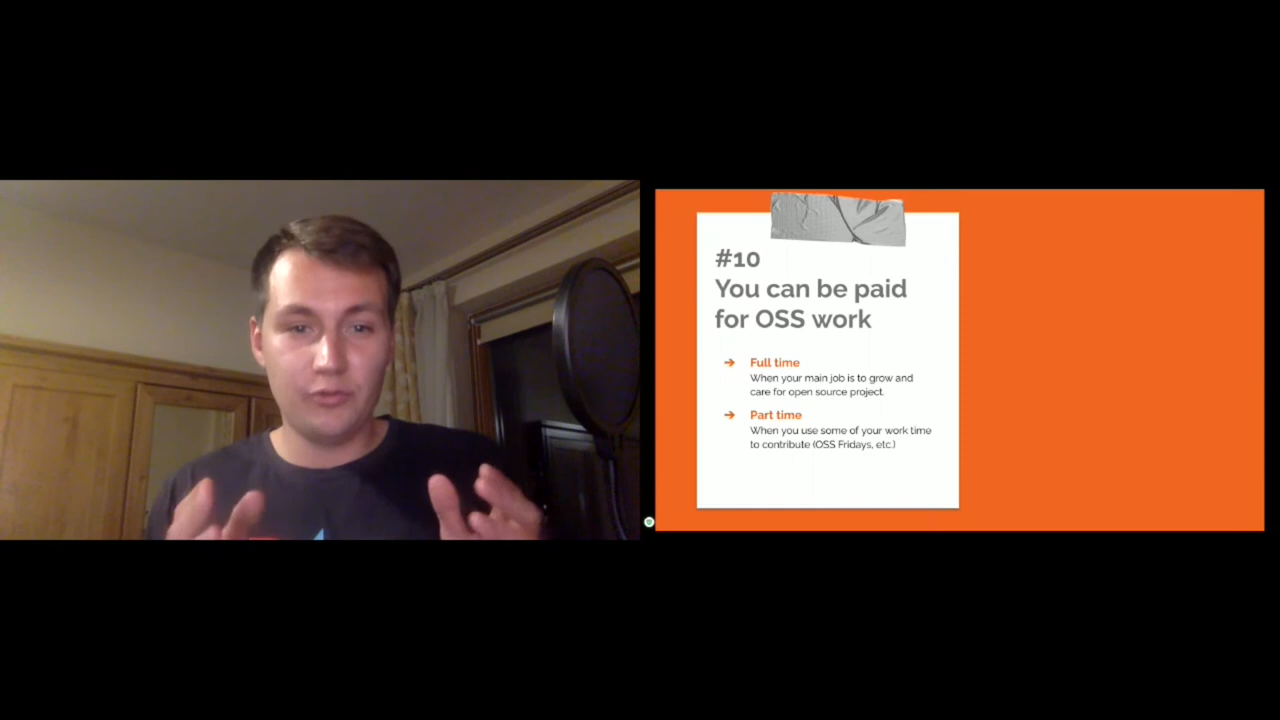 #10
You can be paid
for OSS work
➔ Full time
When your main job is to grow and
care for open source project.
➔ Part time
When you use some of your work time
to contribute (OSS Fridays, etc.)